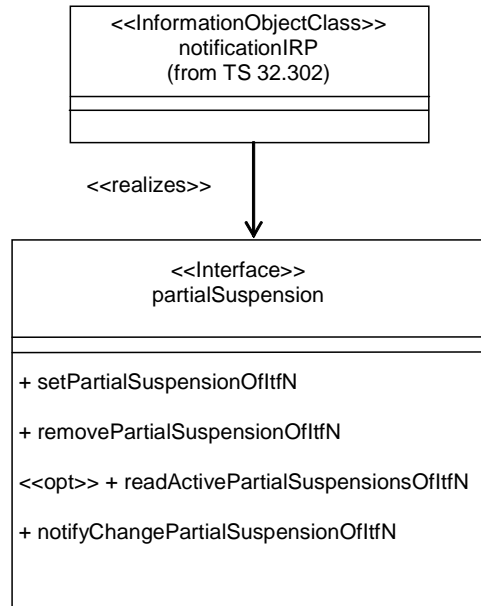 <<InformationObjectClass>>
notificationIRP
(from TS 32.302)
<<realizes>>
<<Interface>>
partialSuspension
+ setPartialSuspensionOfItfN
+ removePartialSuspensionOfItfN
<<opt>> + readActivePartialSuspensionsOfItfN
+ notifyChangePartialSuspensionOfItfN